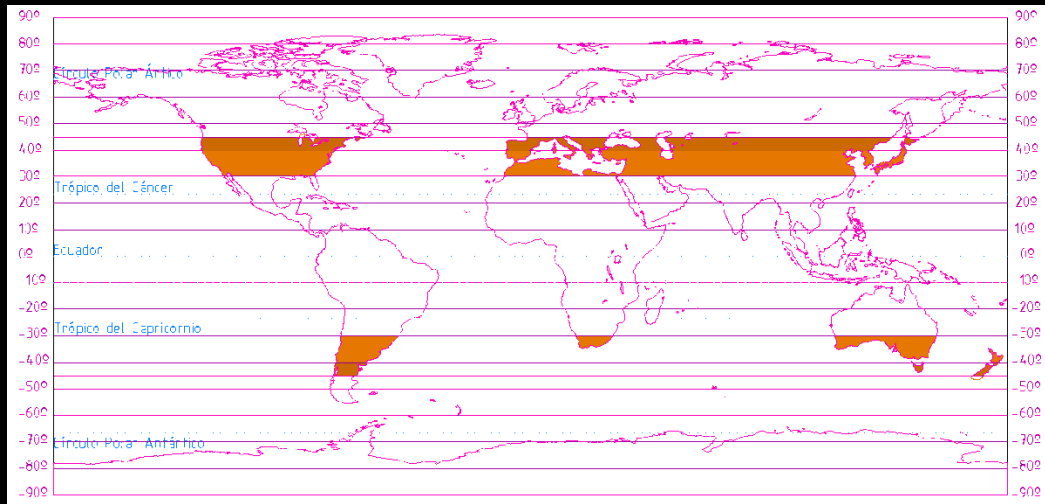 90º 90º
80º 80º
70º Círculo Polar Ártico 70º
60º 60º
50º 50º
40º 40º
30º 30º
Trópico del Cáncer
20º 20º
10º 10º
0º Ecuador 0º
10º -10º
-20º -20º
Trópico del Capricornio
-30º -30º
-40º -40º
-50º -50º
-60º -60º
-70º Círculo Polar Antártico -70º
-80º -80º
-90º -90º